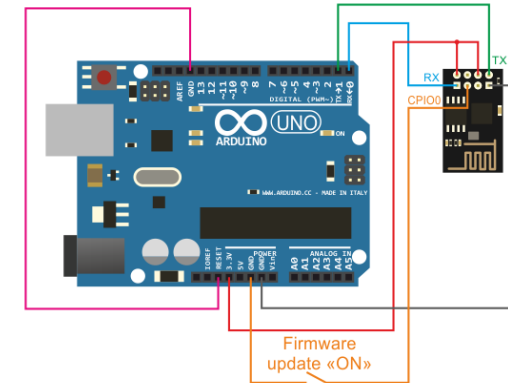 TX
RX
CPIO0
AREF
GND
13
12
~11
~10
~9
8
7
~6
~5
4
~3
2
TX→1
RX←0
DIGITAL (PWM~)
UNO
ARDUINO
ON
WWW.ARDUINO.CC - MADE IN ITALY
POWER
ANALOG IN
IOREF
RESET
3.3V
5V
GND
GND
Vin
A0
A1
A2
A3
A4
A5
Firmware
update «ON»